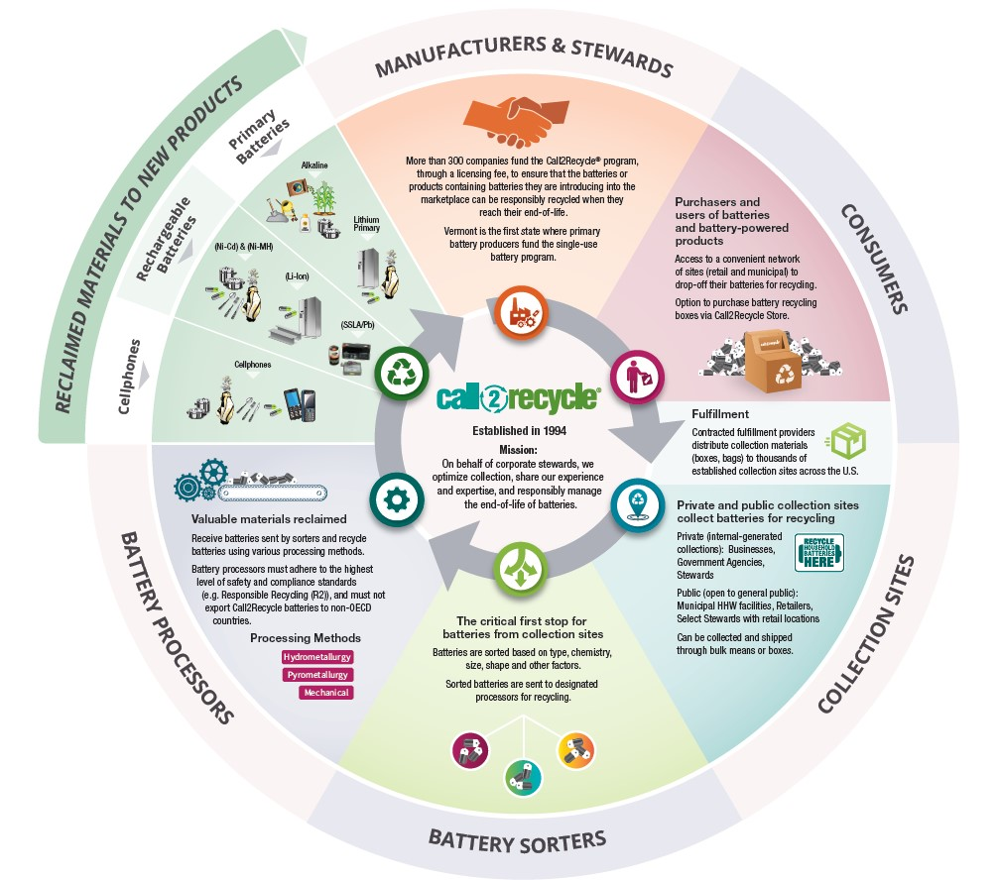 MANUFACTURERS & STEWARDS
More than 300 companies fund the Call2Recycle® program,
through a licensing fee, to ensure that the batteries or
products containing batteries they are introducing into the
marketplace can be responsibly recycled when they
reach their end-of-life.
Vermont is the first state where primary
battery producers fund the single-use
battery program.
CONSUMERS
Purchasers and
users of batteries
and battery-powered
products
Access to a convenient network
of sites (retail and municipal) to
drop-off their batteries for recycling.
Option to purchase battery recycling
boxes via Call2Recycle Store.
Fulfillment
Contracted fulfillment providers
distribute collection materials
(boxes, bags) to thousands of
established collection sites across the U.S.
COLLECTION SITES
Private and public collection sites
collect batteries for recycling
Private (internal-generated
collections): Businesses,
Government Agencies,
Stewards
RECYCLE
HOUSEHOLD
BATTERIES
HERE
Public (open to general public):
Municipal HHW facilities, Retailers,
Select Stewards with retail locations
Can be collected and shipped
through bulk means or boxes.
BATTERY SORTERS
The critical first stop for
batteries from collection sites
Batteries are sorted based on type, chemistry,
size, shape and other factors.
Sorted batteries are sent to designated
processors for recycling.
BATTERY PROCESSORS
Valuable materials reclaimed
Receive batteries sent by sorters and recycle
batteries using various processing methods.
Battery processors must adhere to the highest
level of safety and compliance standards
(e.g. Responsible Recycling (R2)), and must not
export Call2Recycle batteries to non-OECD
countries.
Processing Methods
Hydrometallurgy
Pyrometallurgy
Mechanical
RECLAIMED MATERIALS TO NEW PRODUCTS
Primary
Batteries
Alkaline
Lithium
Primary
Rechargeable
Batteries
(Ni-Cd) & (Ni-MH)
(Li-Ion)
(SSLA/Pb)
Cellphones
Cellphones
call2recycle®
Established in 1994
Mission:
On behalf of corporate stewards, we
optimize collection, share our experience
and expertise, and responsibly manage
the end-of-life of batteries.